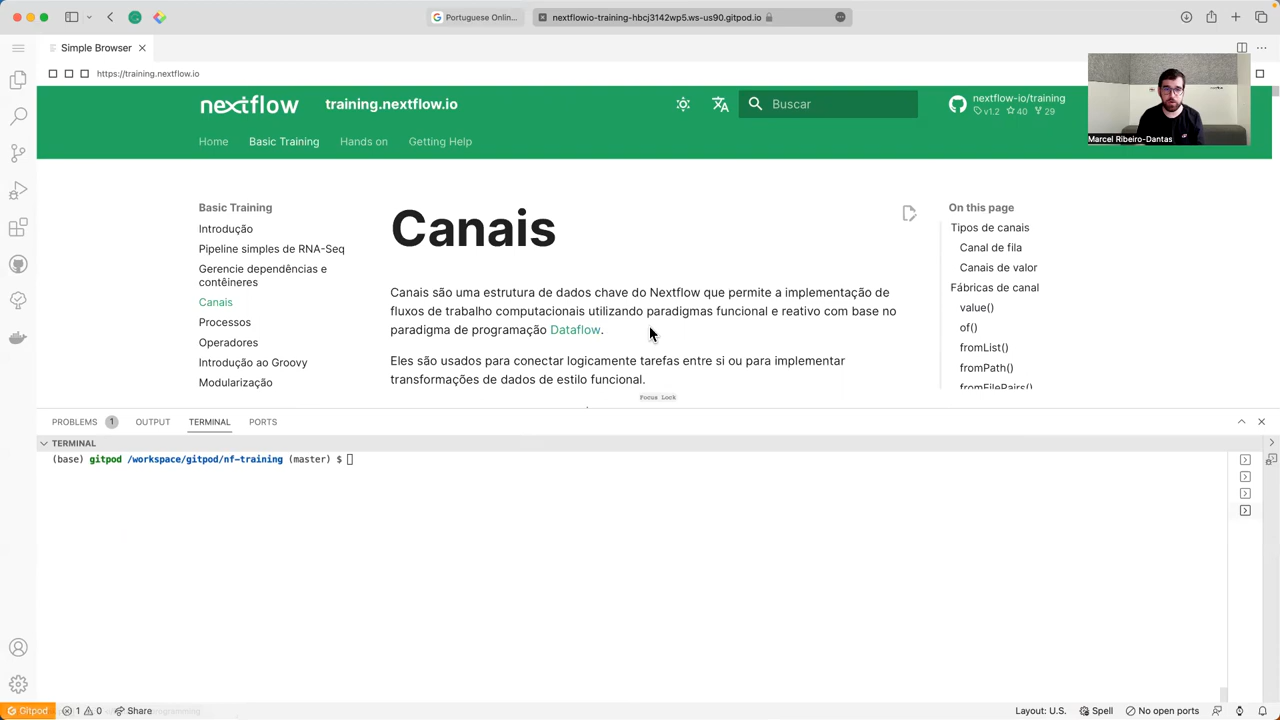 Portuguese Onlin...
nextflowio-training-hbcj3142wp5.ws-us90.gitpod.io
Simple Browser
https://training.nextflow.io
nextflow
training.nextflow.io
Buscar
nextflow-io/training
v1.2 40 29
Home Basic Training Hands on Getting Help
Marcel Ribeiro-Dantas
Basic Training
Introdução
Pipeline simples de RNA-Seq
Gerencie dependências e
contêineres
Canais
Processos
Operadores
Introdução ao Groovy
Modularização
Canais
Canais são uma estrutura de dados chave do Nextflow que permite a implementação de
fluxos de trabalho computacionais utilizando paradigmas funcional e reativo com base no
paradigma de programação Dataflow.
Eles são usados para conectar logicamente tarefas entre si ou para implementar
transformações de dados de estilo funcional.
Focus Lock
On this page
Tipos de canais
Canal de fila
Canais de valor
Fábricas de canal
value()
of()
fromList()
fromPath()
fromFilePairs()
PROBLEMS 1 OUTPUT TERMINAL PORTS
TERMINAL
(base) gitpod /workspace/gitpod/nf-training (master) $
Gitpod 1 0 Share
Layout: U.S. Spell No open ports